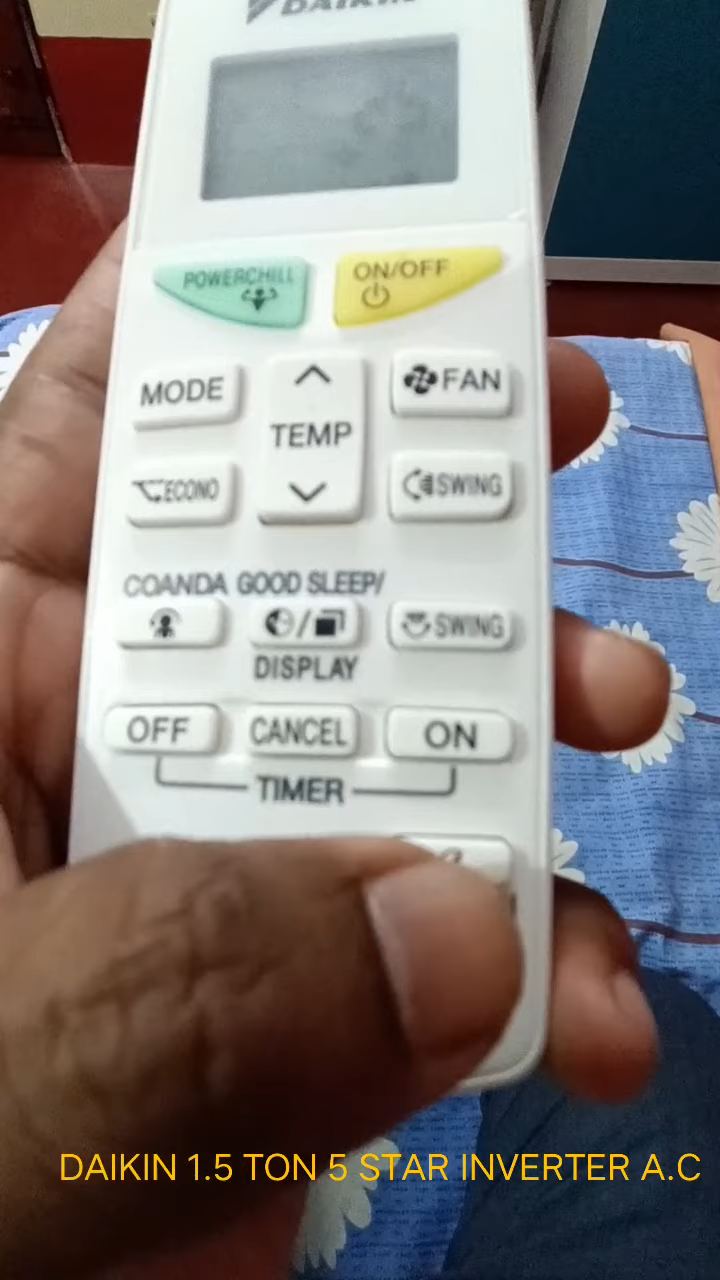 DAIKIN
POWERCHILL
ON/OFF
MODE
TEMP
FAN
ECONO
SWING
COANDA GOOD SLEEP/
SWING
DISPLAY
OFF
CANCEL
ON
TIMER
DAIKIN 1.5 TON 5 STAR INVERTER A.C